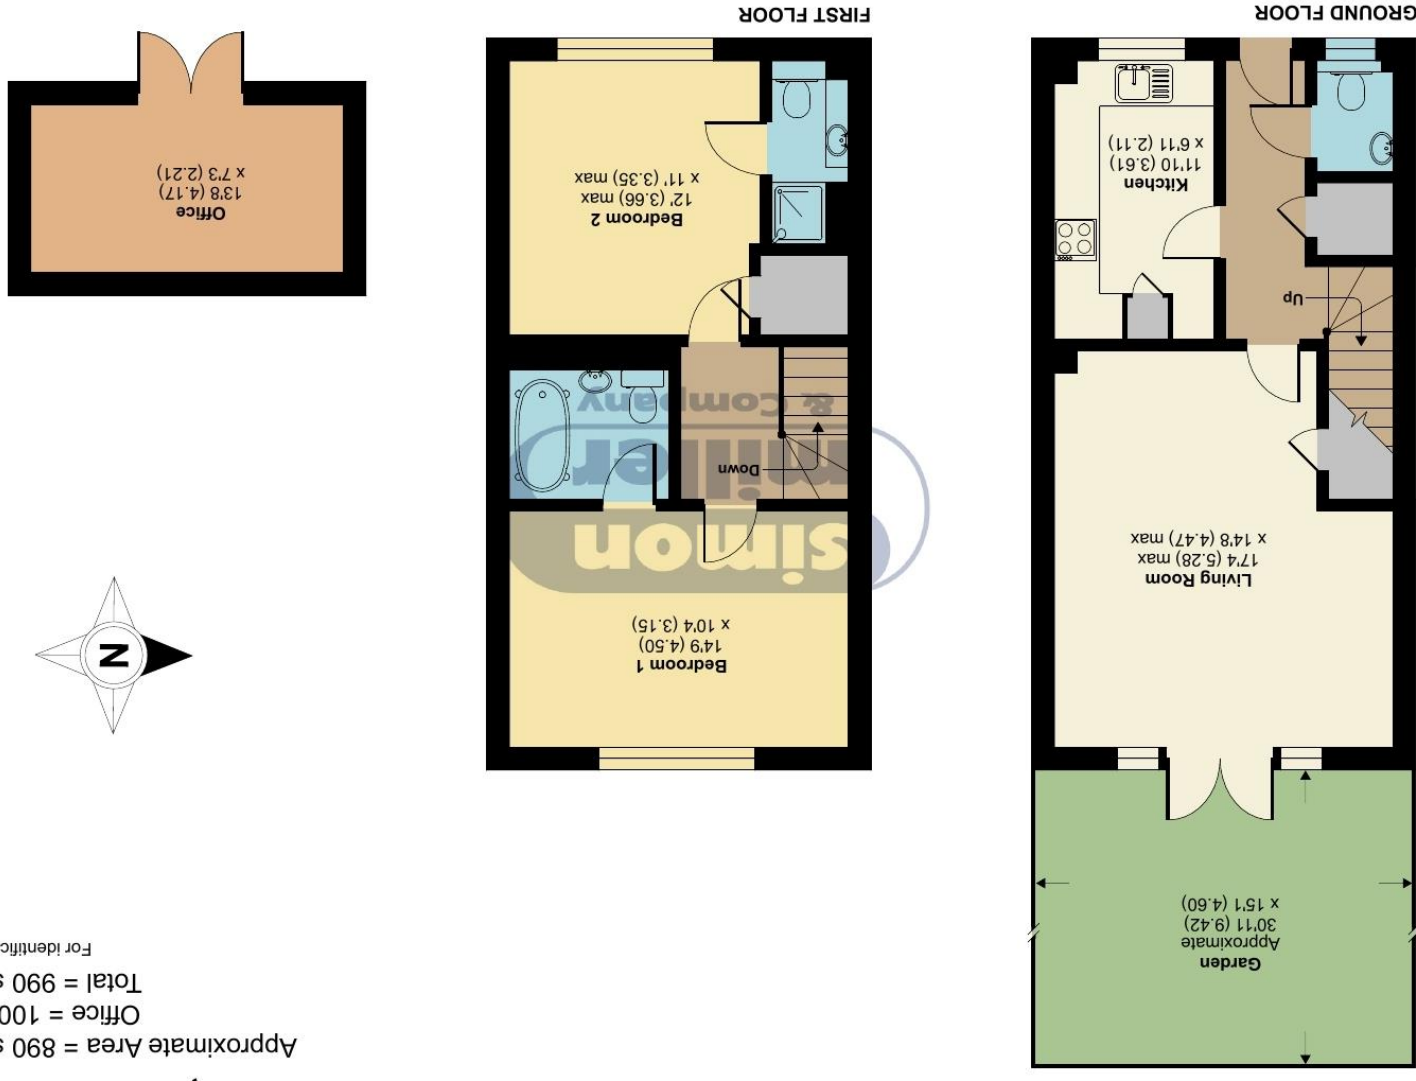 Approximate Area = 890 s
Office = 100
Total = 990 s
For identific
Garden
Approximate
30'11 (9.42)
x 15'1 (4.60)
Living Room
17'4 (5.28) max
x 14'8 (4.47) max
Up
Kitchen
11'10 (3.61)
x 6'11 (2.11)
GROUND FLOOR
Bedroom 1
14'9 (4.50)
x 10'4 (3.15)
simon
miller
& Company
Down
Bedroom 2
12' (3.66) max
x 11' (3.35) max
FIRST FLOOR
N
Office
13'8 (4.17)
x 7'3 (2.21)